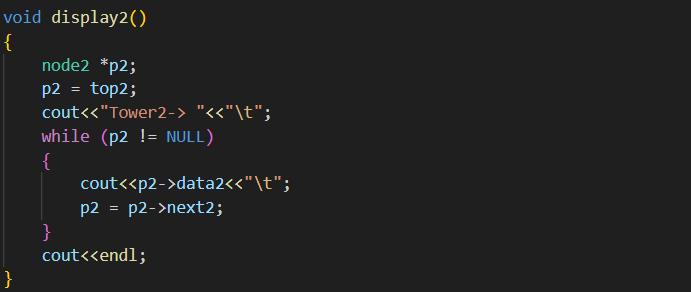 void display2()
{
    node2 *p2;
    p2 = top2;
    cout<<"Tower2-> "<<"\t";
    while (p2 != NULL)
    {
        cout<<p2->data2<<"\t";
        p2 = p2->next2;
    }
    cout<<endl;
}